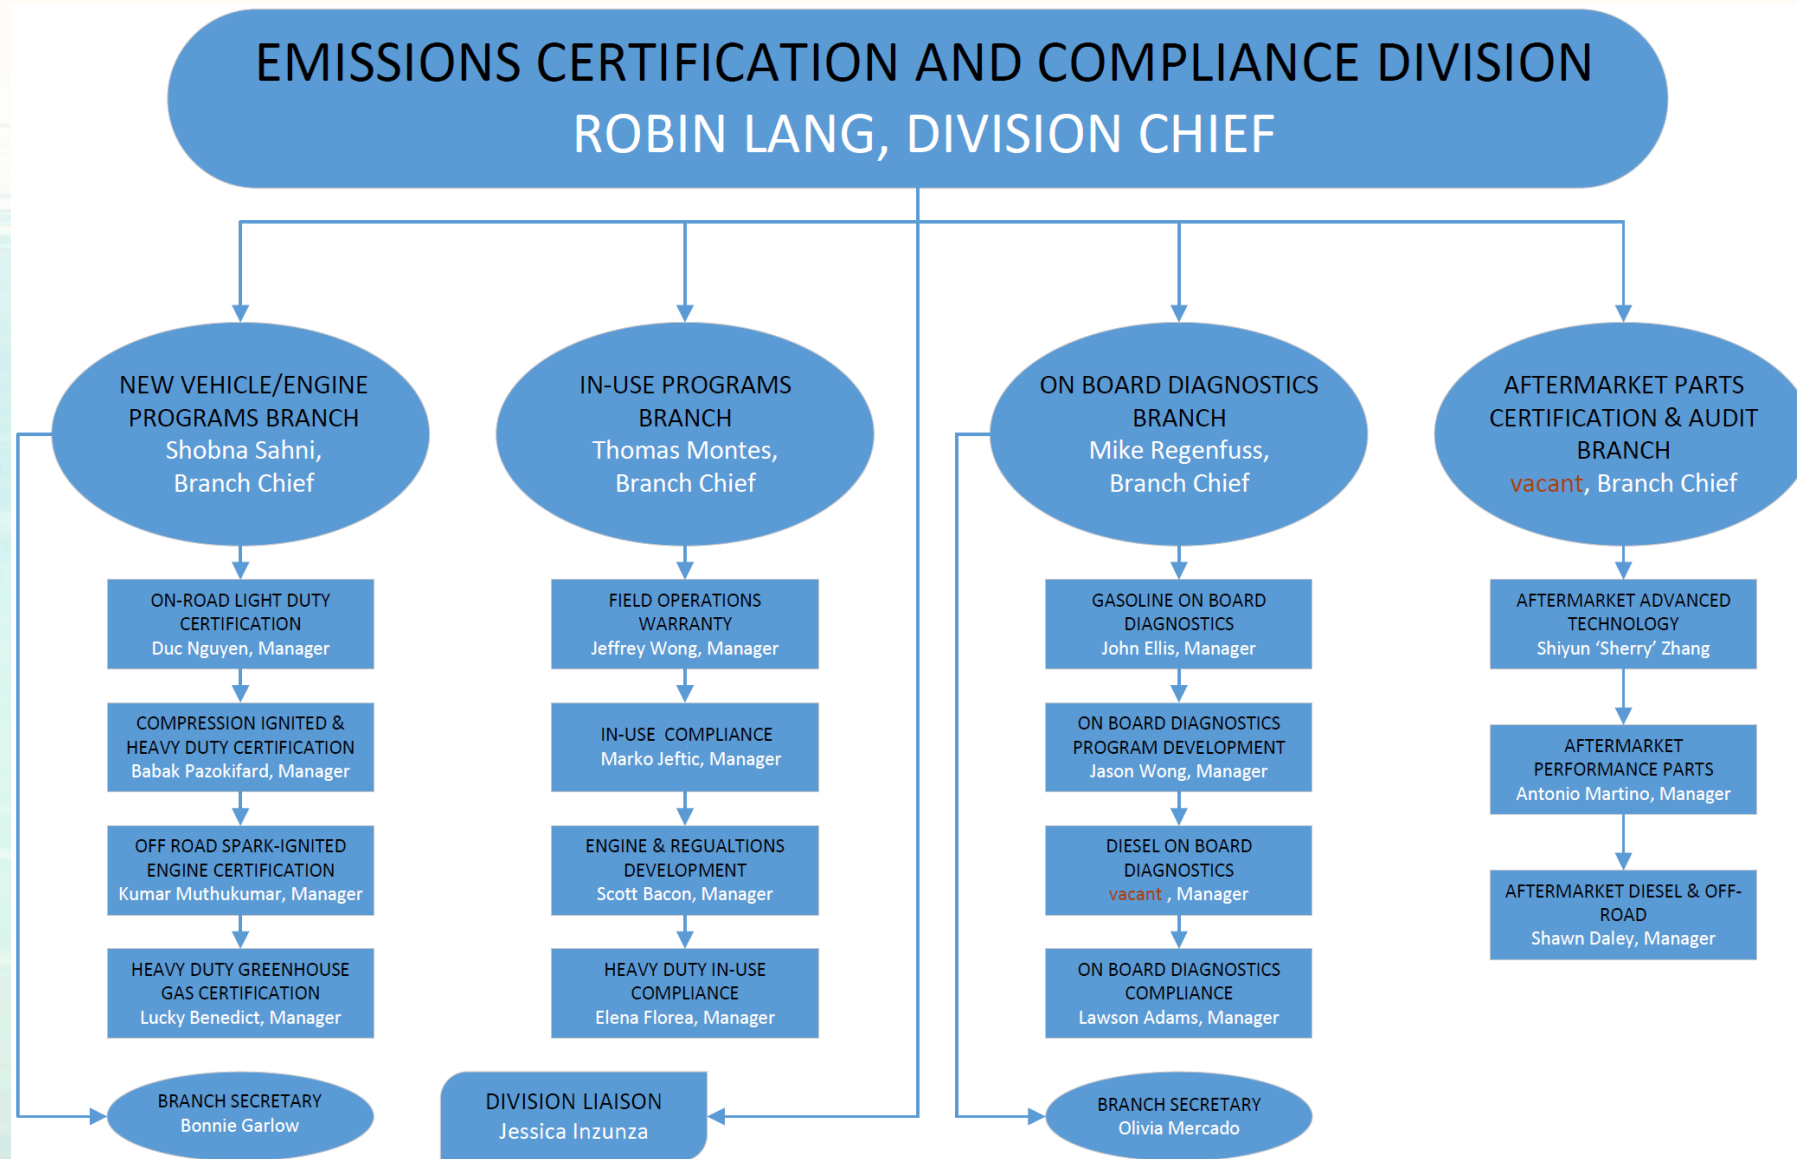 EMISSIONS CERTIFICATION AND COMPLIANCE DIVISION
ROBIN LANG, DIVISION CHIEF
NEW VEHICLE/ENGINE
PROGRAMS BRANCH
Shobna Sahni,
Branch Chief
IN-USE PROGRAMS
BRANCH
Thomas Montes,
Branch Chief
ON BOARD DIAGNOSTICS
BRANCH
Mike Regenfuss,
Branch Chief
AFTERMARKET PARTS
CERTIFICATION & AUDIT
BRANCH
vacant, Branch Chief
ON-ROAD LIGHT DUTY
CERTIFICATION
Duc Nguyen, Manager
FIELD OPERATIONS
WARRANTY
Jeffrey Wong, Manager
GASOLINE ON BOARD
DIAGNOSTICS
John Ellis, Manager
AFTERMARKET ADVANCED
TECHNOLOGY
Shiyun ‘Sherry’ Zhang
COMPRESSION IGNITED &
HEAVY DUTY CERTIFICATION
Babak Pazokifard, Manager
IN-USE  COMPLIANCE
Marko Jeftic, Manager
ON BOARD DIAGNOSTICS
PROGRAM DEVELOPMENT
Jason Wong, Manager
AFTERMARKET
PERFORMANCE PARTS
Antonio Martino, Manager
OFF ROAD SPARK-IGNITED
ENGINE CERTIFICATION
Kumar Muthukumar, Manager
ENGINE & REGUALTIONS
DEVELOPMENT
Scott Bacon, Manager
DIESEL ON BOARD
DIAGNOSTICS
vacant , Manager
AFTERMARKET DIESEL & OFF-
ROAD
Shawn Daley, Manager
HEAVY DUTY GREENHOUSE
GAS CERTIFICATION
Lucky Benedict, Manager
HEAVY DUTY IN-USE
COMPLIANCE
Elena Florea, Manager
ON BOARD DIAGNOSTICS
COMPLIANCE
Lawson Adams, Manager
BRANCH SECRETARY
Bonnie Garlow
DIVISION LIAISON
Jessica Inzunza
BRANCH SECRETARY
Olivia Mercado